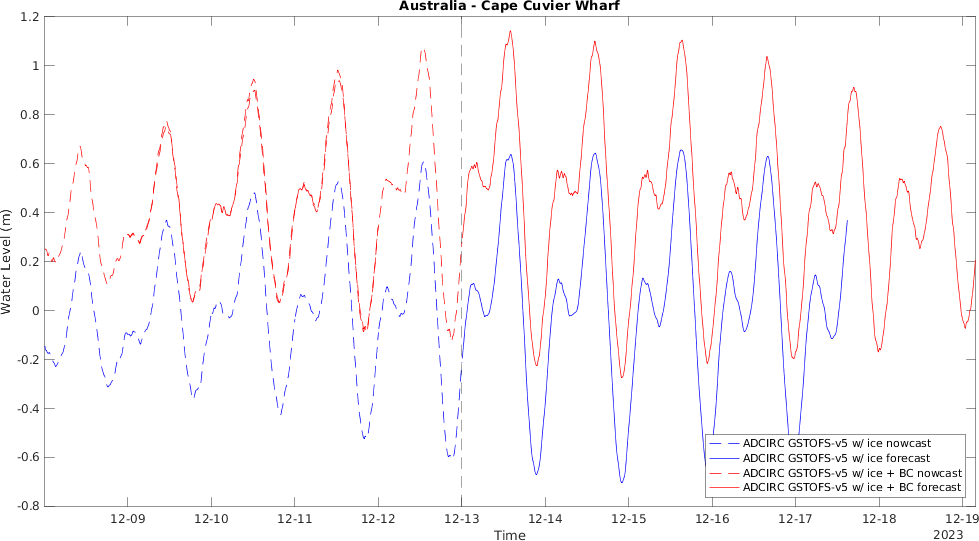 Australia - Cape Cuvier Wharf
1.2
1
0.8
0.6
0.4
0.2
0
-0.2
-0.4
-0.6
-0.8
Water Level (m)
ADCIRC GSTOFS-v5 w/ ice nowcast
ADCIRC GSTOFS-v5 w/ ice forecast
ADCIRC GSTOFS-v5 w/ ice + BC nowcast
ADCIRC GSTOFS-v5 w/ ice + BC forecast
12-09 12-10 12-11 12-12 12-13 12-14 12-15 12-16 12-17 12-18 12-19
Time
2023